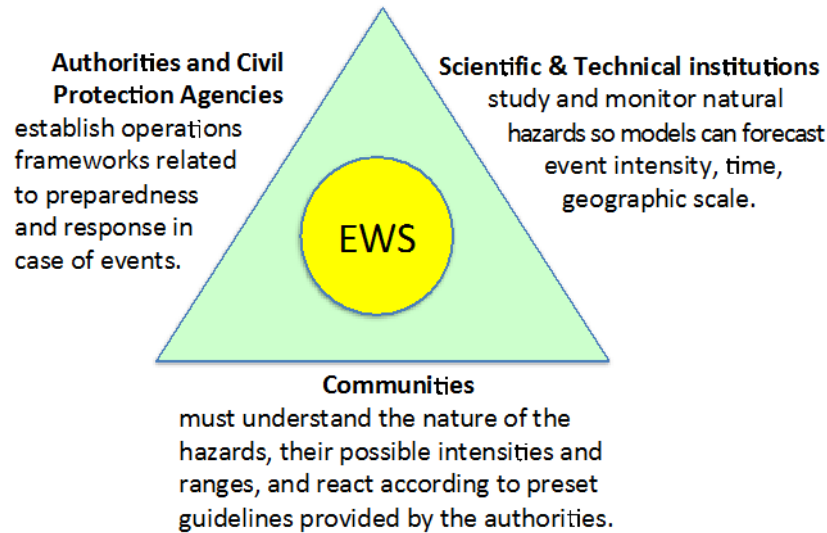 Authorities and Civil
Protection Agencies
establish operations
frameworks related
to preparedness
and response in
case of events.
Scientific & Technical institutions
study and monitor natural
hazards so models can forecast
event intensity, time,
geographic scale.
EWS
Communities
must understand the nature of the
hazards, their possible intensities and
ranges, and react according to preset
guidelines provided by the authorities.